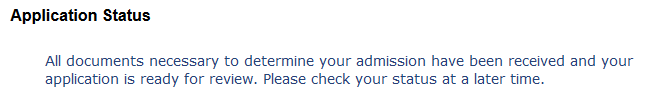 Application Status
All documents necessary to determine your admission have been received and your
application is ready for review. Please check your status at a later time.